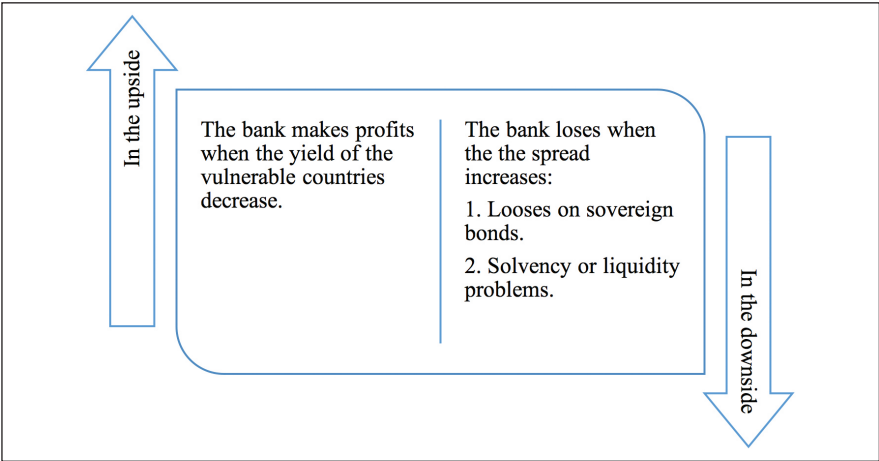 In the upside
The bank makes profits
when the yield of the
vulnerable countries
decrease.
The bank loses when
the the spread
increases:
1. Looses on sovereign
bonds.
2. Solvency or liquidity
problems.
In the downside